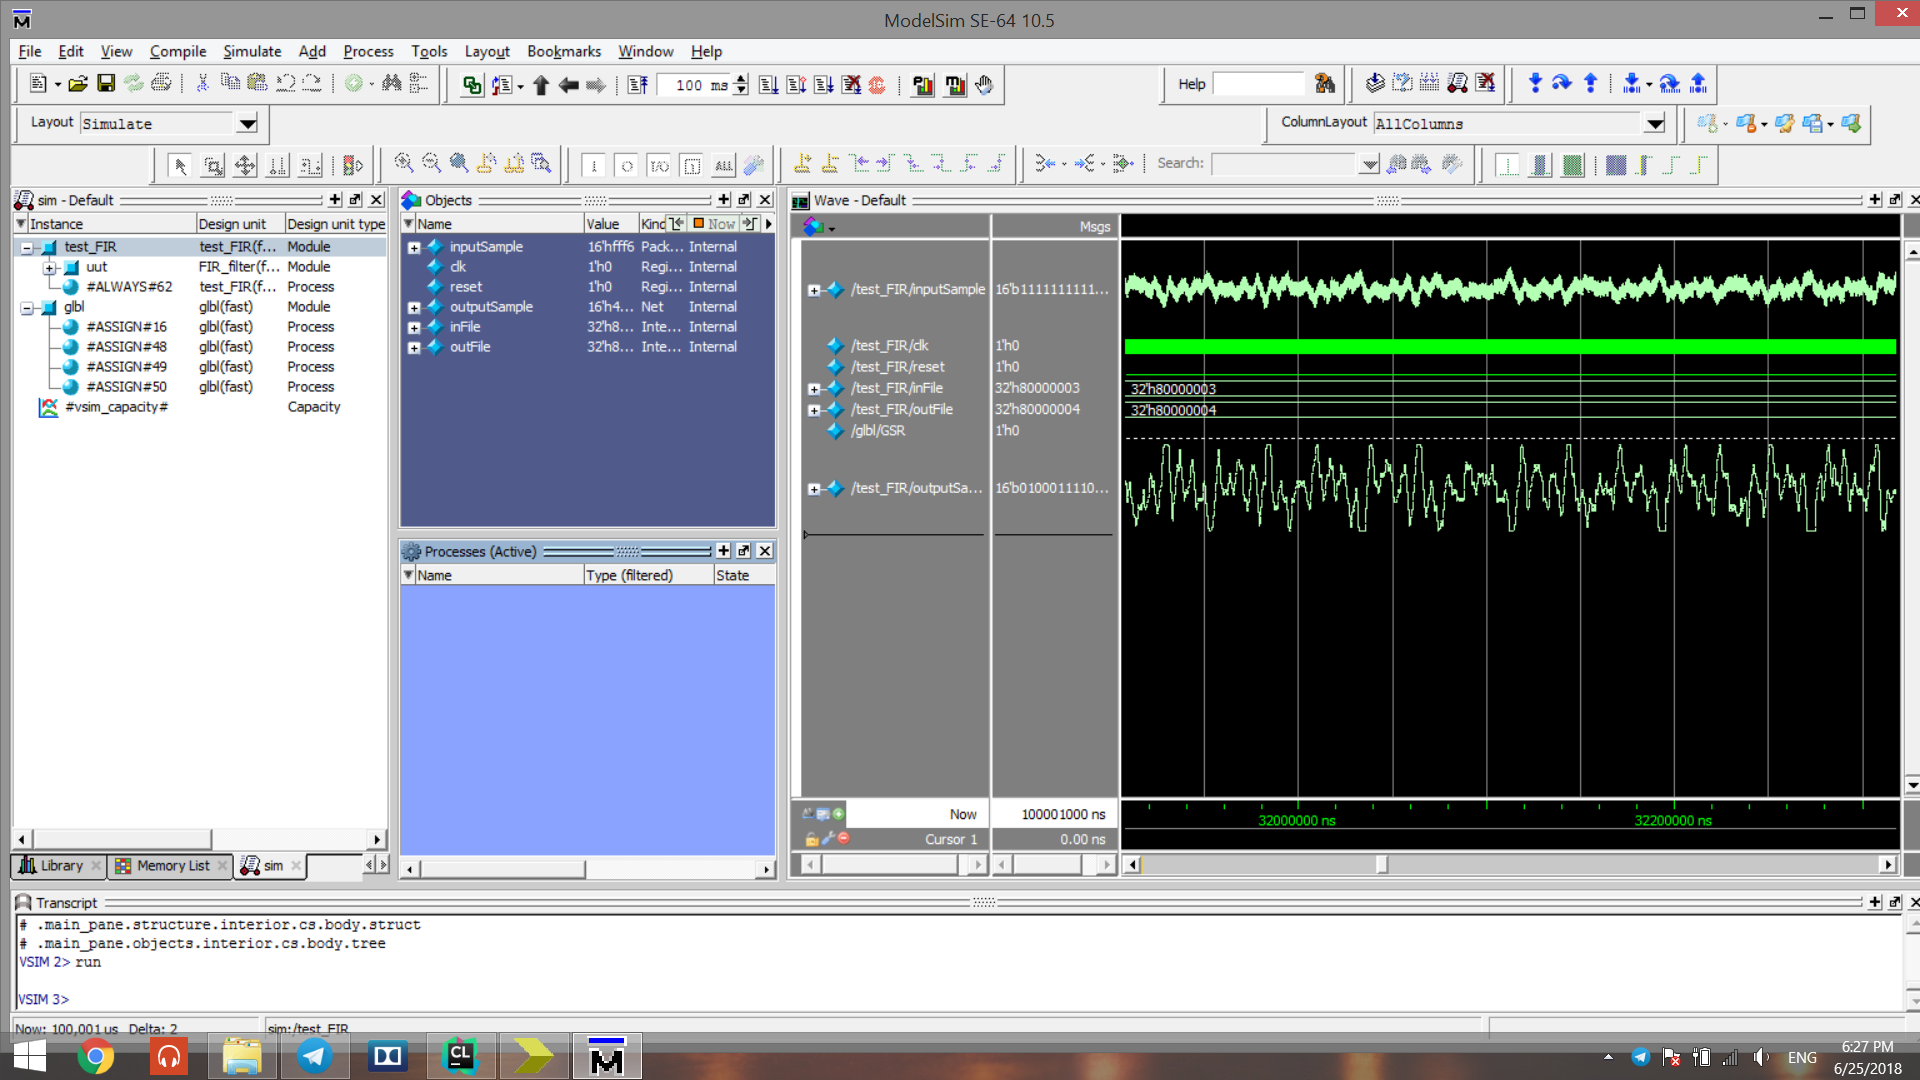 ModelSim SE-64 10.5
File Edit View Compile Simulate Add Process Tools Layout Bookmarks Window Help
100 ms
Help
Layout Simulate
ColumnLayout AllColumns
Search:
sim - Default
Instance Design unit Design unit type
test_FIR test_FIR(f... Module
uut FIR_filter(f... Module
#ALWAYS#62 test_FIR(f... Process
glbl glbl(fast) Module
#ASSIGN#16 glbl(fast) Process
#ASSIGN#48 glbl(fast) Process
#ASSIGN#49 glbl(fast) Process
#ASSIGN#50 glbl(fast) Process
#vsim_capacity# Capacity
Library Memory List sim
Objects
Name Value Kind Now
inputSample 16'hfff6 Pack... Internal
clk 1'h0 Regi... Internal
reset 1'h0 Regi... Internal
outputSample 16'h4... Net Internal
inFile 32'h8... Inte... Internal
outFile 32'h8... Inte... Internal
Processes (Active)
Name Type (filtered) State
Wave - Default
Msgs
/test_FIR/inputSample 16'b1111111111...
/test_FIR/clk 1'h0
/test_FIR/reset 1'h0
/test_FIR/inFile 32'h80000003 32'h80000003
/test_FIR/outFile 32'h80000004 32'h80000004
/glbl/GSR 1'h0
/test_FIR/outputSa... 16'b0100011110...
Now 100001000 ns
Cursor 1 0.00 ns
32000000 ns 32200000 ns
Transcript
# .main_pane.structure.interior.cs.body.struct
# .main_pane.objects.interior.cs.body.tree
VSIM 2> run
VSIM 3>
Now: 100,001 us Delta: 2 sim:/test_FIR
CL
ENG
6:27 PM
6/25/2018